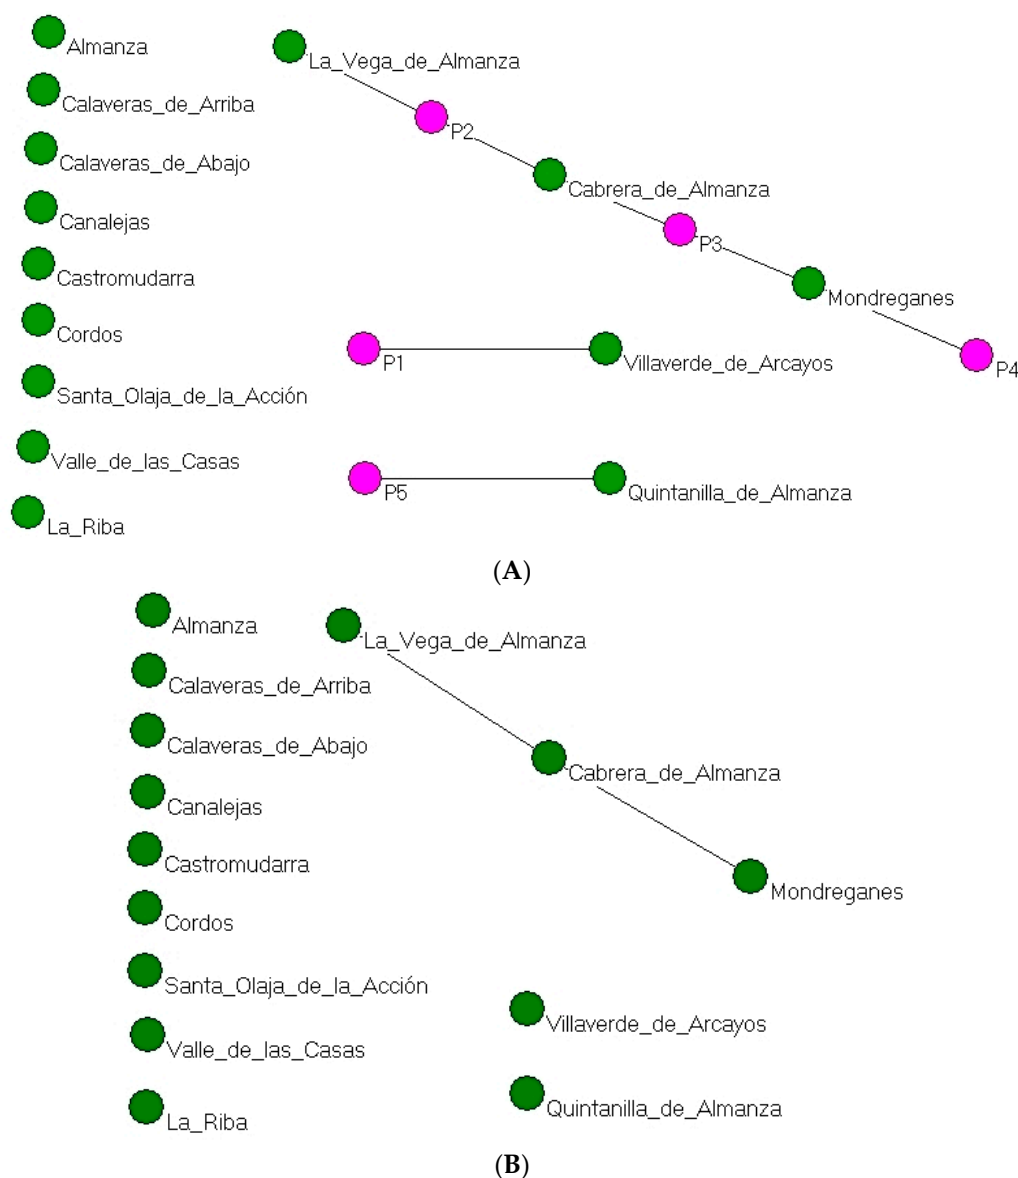 Almanza
La_Vega_de_Almanza
Calaveras_de_Arriba
P2
Calaveras_de_Abajo
Cabrera_de_Almanza
Canalejas
P3
Castromudarra
Mondreganes
Cordos
P1
Villaverde_de_Arcayos
P4
Santa_Olaja_de_la_Acción
Valle_de_las_Casas
P5
Quintanilla_de_Almanza
La_Riba
(A)
Almanza
La_Vega_de_Almanza
Calaveras_de_Arriba
Calaveras_de_Abajo
Cabrera_de_Almanza
Canalejas
Castromudarra
Mondreganes
Cordos
Santa_Olaja_de_la_Acción
Villaverde_de_Arcayos
Valle_de_las_Casas
Quintanilla_de_Almanza
La_Riba
(B)